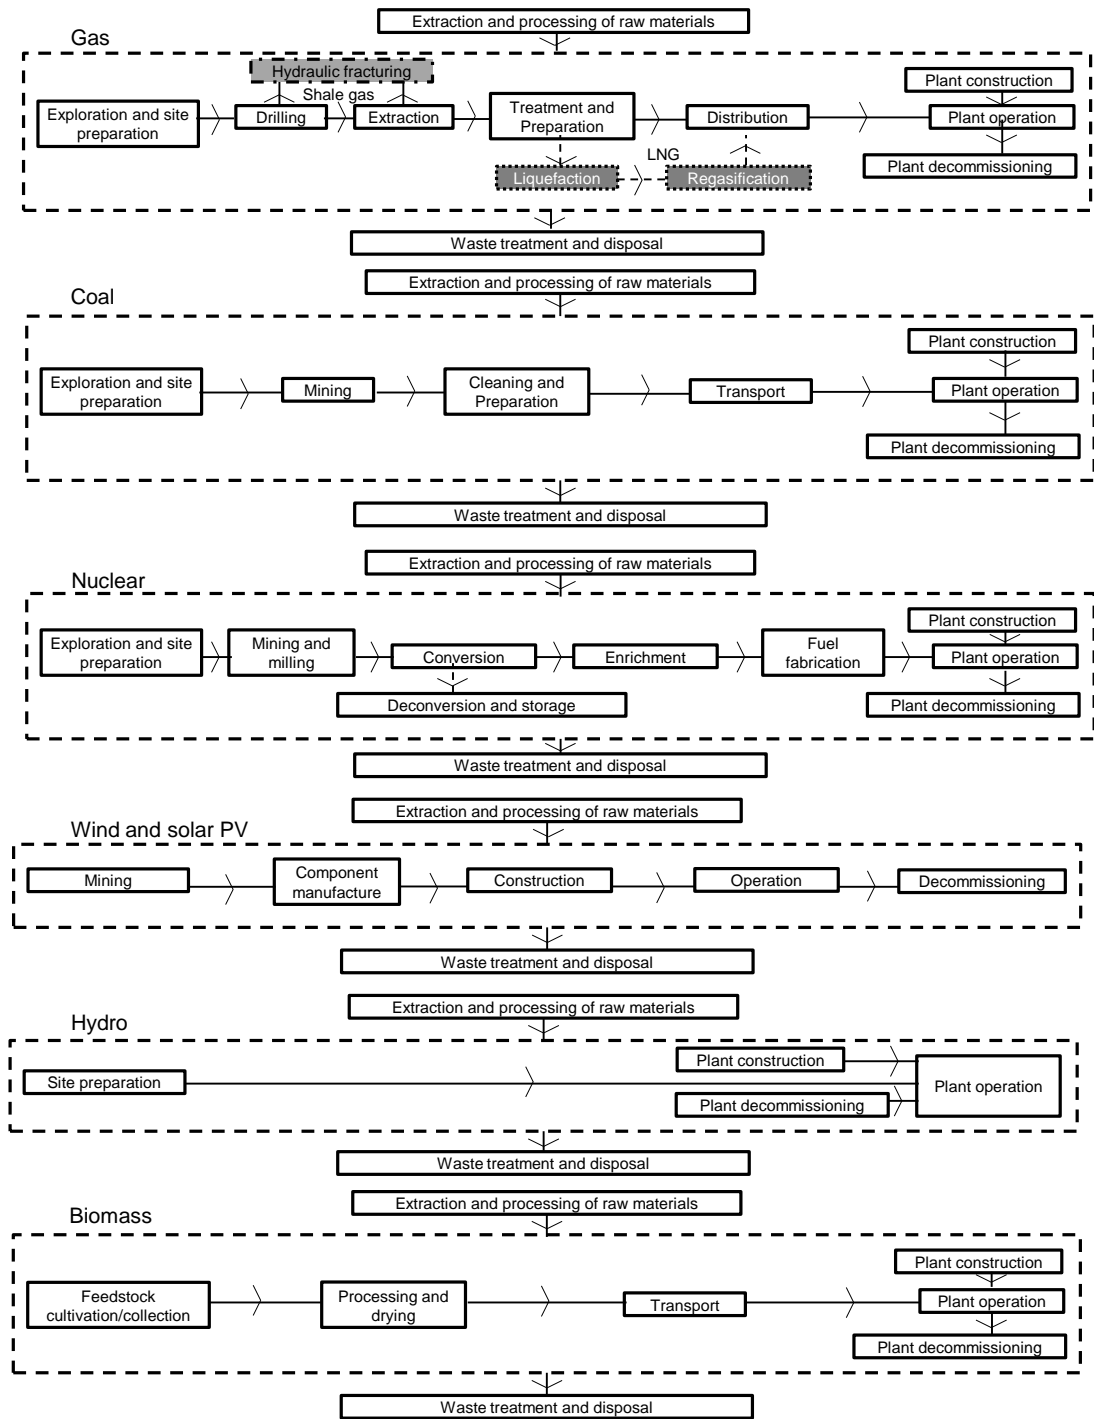 Extraction and processing of raw materials
Gas
Hydraulic fracturing
Plant construction
Shale gas
Exploration and site
preparation
Drilling
Extraction
Treatment and
Preparation
Distribution
Plant operation
LNG
Liquefaction
Regasification
Plant decommissioning
Waste treatment and disposal
Extraction and processing of raw materials
Coal
Plant construction
Exploration and site
preparation
Mining
Cleaning and
Preparation
Transport
Plant operation
Plant decommissioning
Waste treatment and disposal
Extraction and processing of raw materials
Nuclear
Plant construction
Exploration and site
preparation
Mining and
milling
Conversion
Enrichment
Fuel
fabrication
Plant operation
Deconversion and storage
Plant decommissioning
Waste treatment and disposal
Extraction and processing of raw materials
Wind and solar PV
Mining
Component
manufacture
Construction
Operation
Decommissioning
Waste treatment and disposal
Extraction and processing of raw materials
Hydro
Plant construction
Site preparation
Plant operation
Plant decommissioning
Waste treatment and disposal
Extraction and processing of raw materials
Biomass
Plant construction
Feedstock
cultivation/collection
Processing and
drying
Transport
Plant operation
Plant decommissioning
Waste treatment and disposal